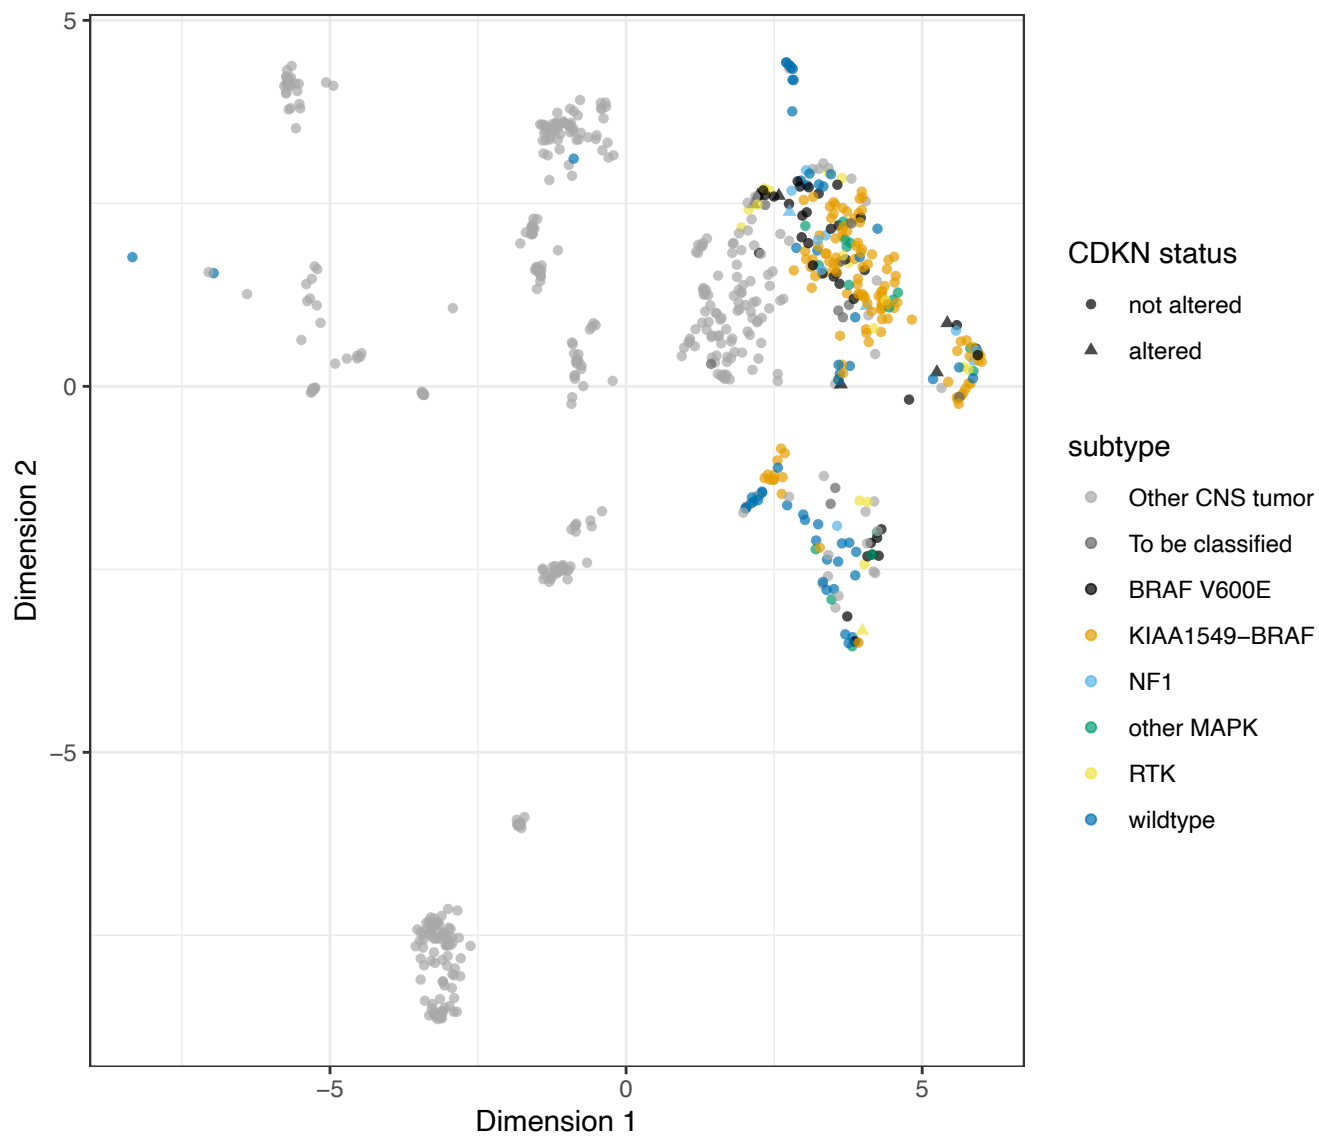 5
0
−5
Dimension 2
−5
0
5
Dimension 1
CDKN status
not altered
altered
subtype
Other CNS tumor
To be classified
BRAF V600E
KIAA1549−BRAF
NF1
other MAPK
RTK
wildtype